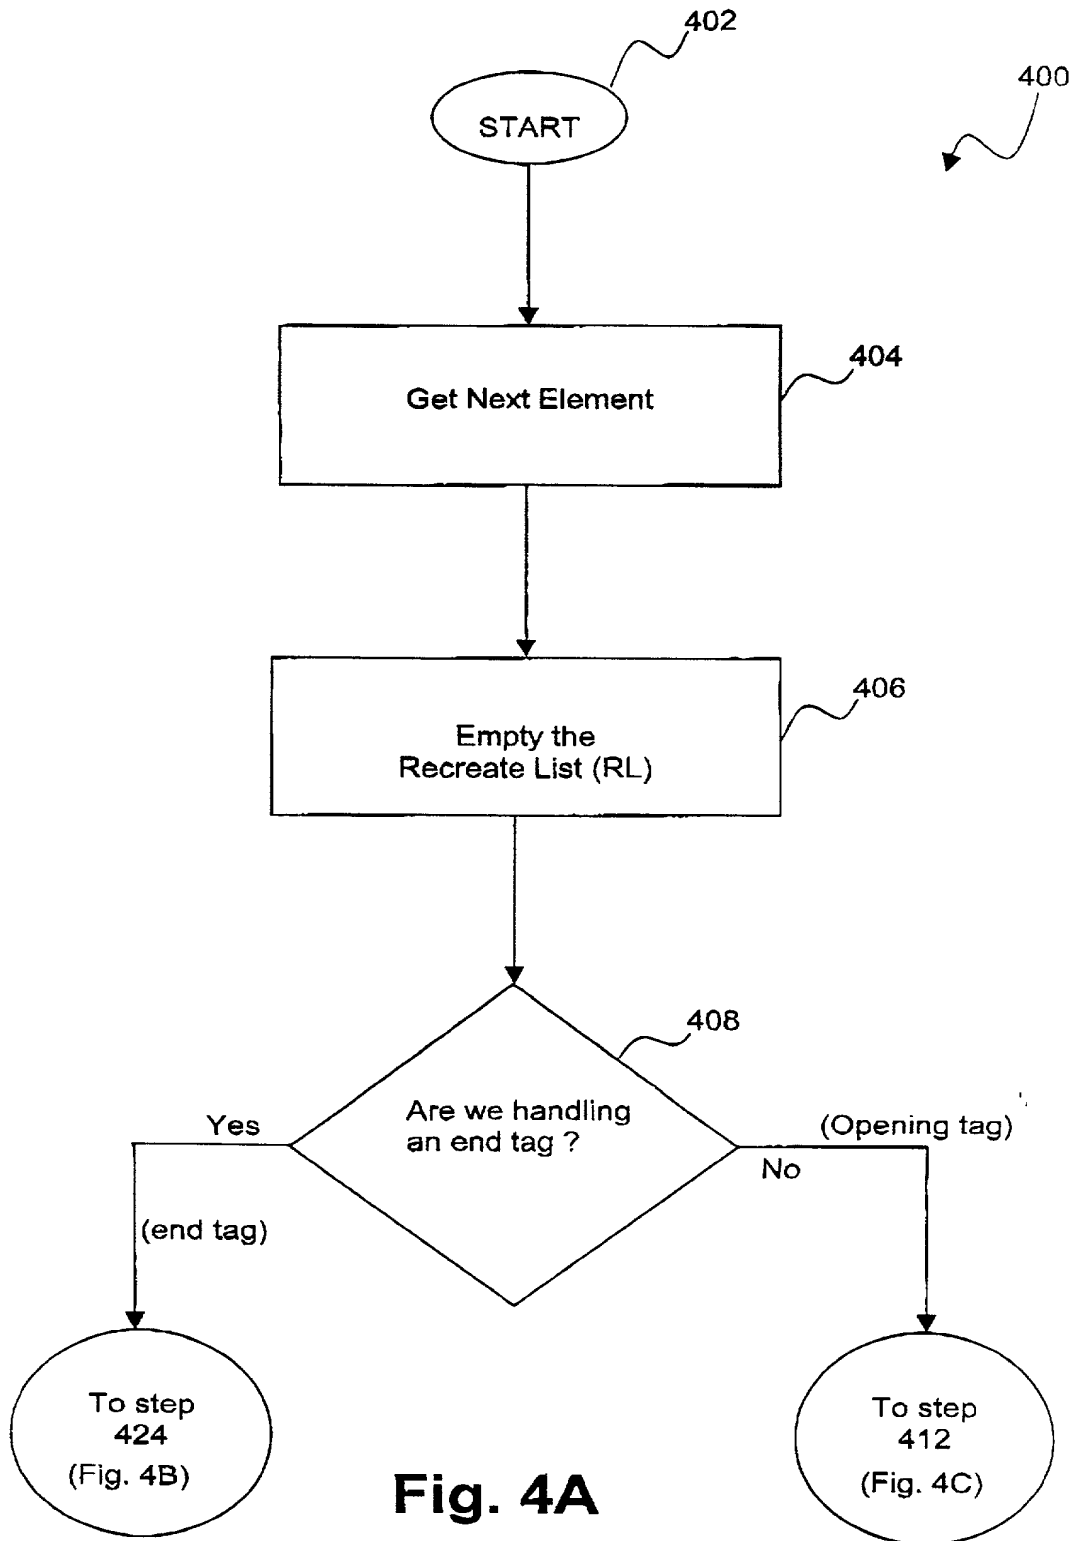 402
400
START
404
Get Next Element
406
Empty the
Recreate List (RL)
408
Are we handling
an end tag ?
Yes
(Opening tag)
No
(end tag)
To step
424
(Fig. 4B)
To step
412
(Fig. 4C)
Fig. 4A